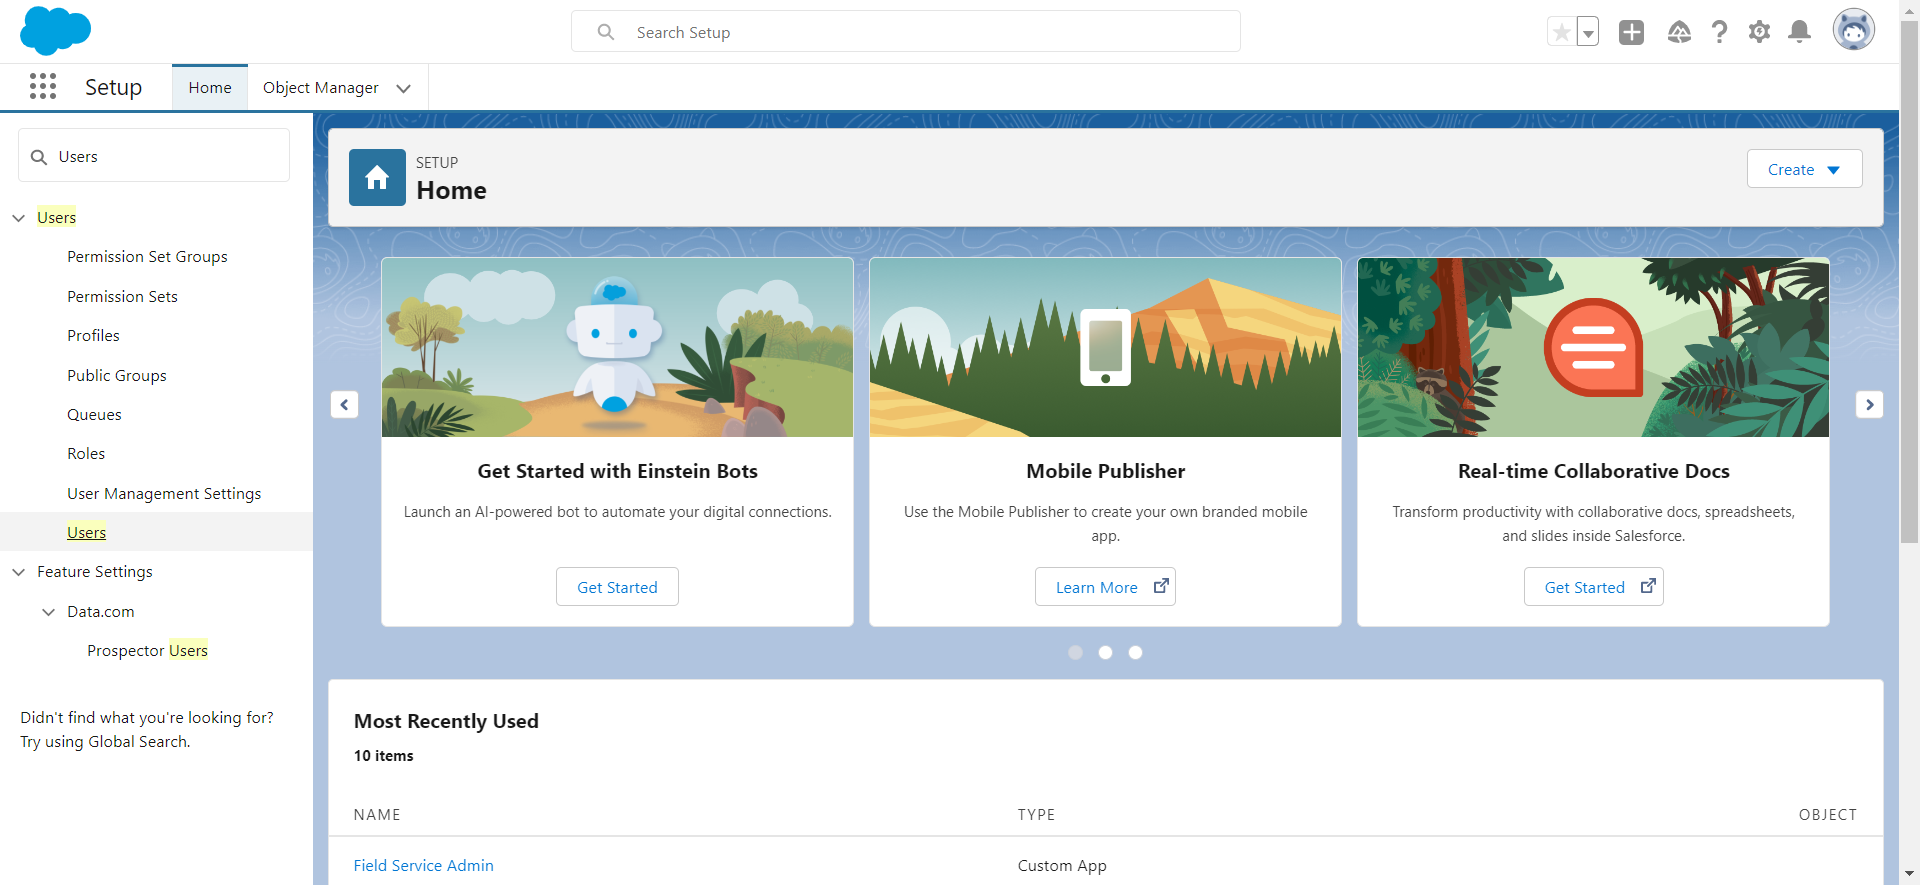 Search Setup
Setup
Home
Object Manager
Users
Users
Permission Set Groups
Permission Sets
Profiles
Public Groups
Queues
Roles
User Management Settings
Users
Feature Settings
Data.com
Prospector Users
Didn't find what you're looking for?
Try using Global Search.
SETUP
Home
Create
Get Started with Einstein Bots
Launch an AI-powered bot to automate your digital connections.
Get Started
Mobile Publisher
Use the Mobile Publisher to create your own branded mobile
app.
Learn More
Real-time Collaborative Docs
Transform productivity with collaborative docs, spreadsheets,
and slides inside Salesforce.
Get Started
Most Recently Used
10 items
NAME TYPE OBJECT
Field Service Admin Custom App